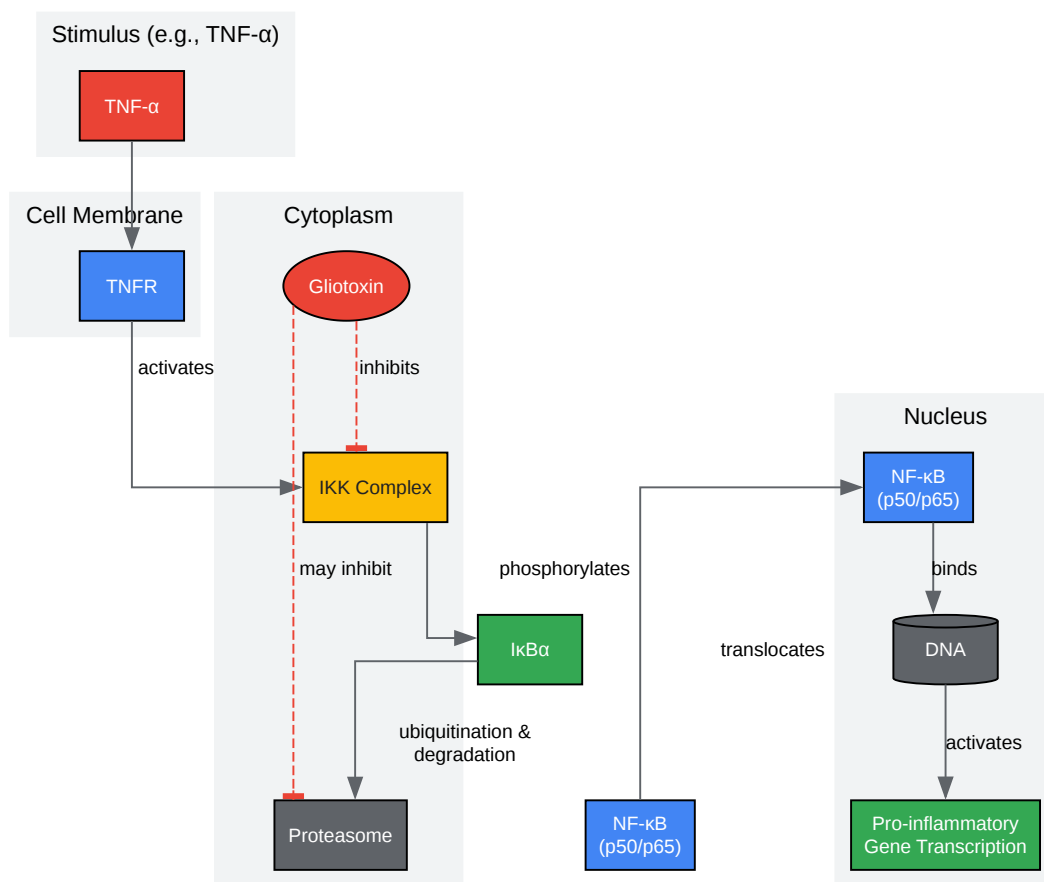 Stimulus (e.g., TNF-α)
TNF-α
Cell Membrane
Cytoplasm
TNFR
Gliotoxin
activates
inhibits
Nucleus
IKK Complex
NF-κB
(p50/p65)
may inhibit
phosphorylates
binds
IκBα
translocates
DNA
ubiquitination &
degradation
activates
Proteasome
NF-κB
(p50/p65)
Pro-inflammatory
Gene Transcription